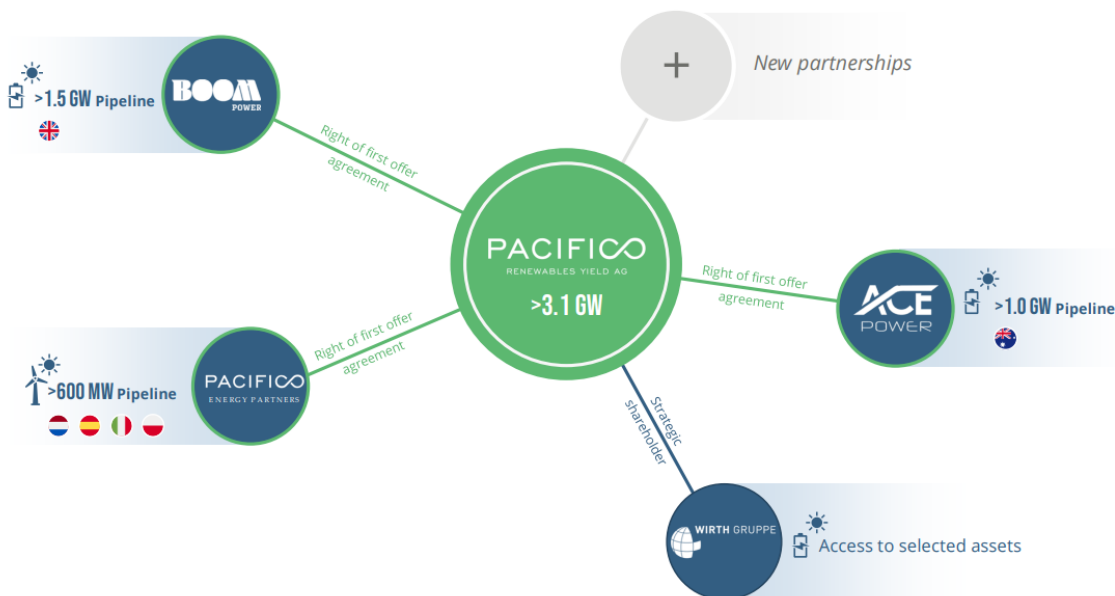 BOOM
POWER
>1.5 GW Pipeline
Right of first offer
agreement
+
New partnerships
PACIFICO
RENEWABLES YIELD AG
>3.1 GW
Right of first offer
agreement
ACE
POWER
>1.0 GW Pipeline
Right of first offer
agreement
PACIFICO
ENERGY PARTNERS
>600 MW Pipeline
Strategic
shareholder
WIRTH GRUPPE
Access to selected assets